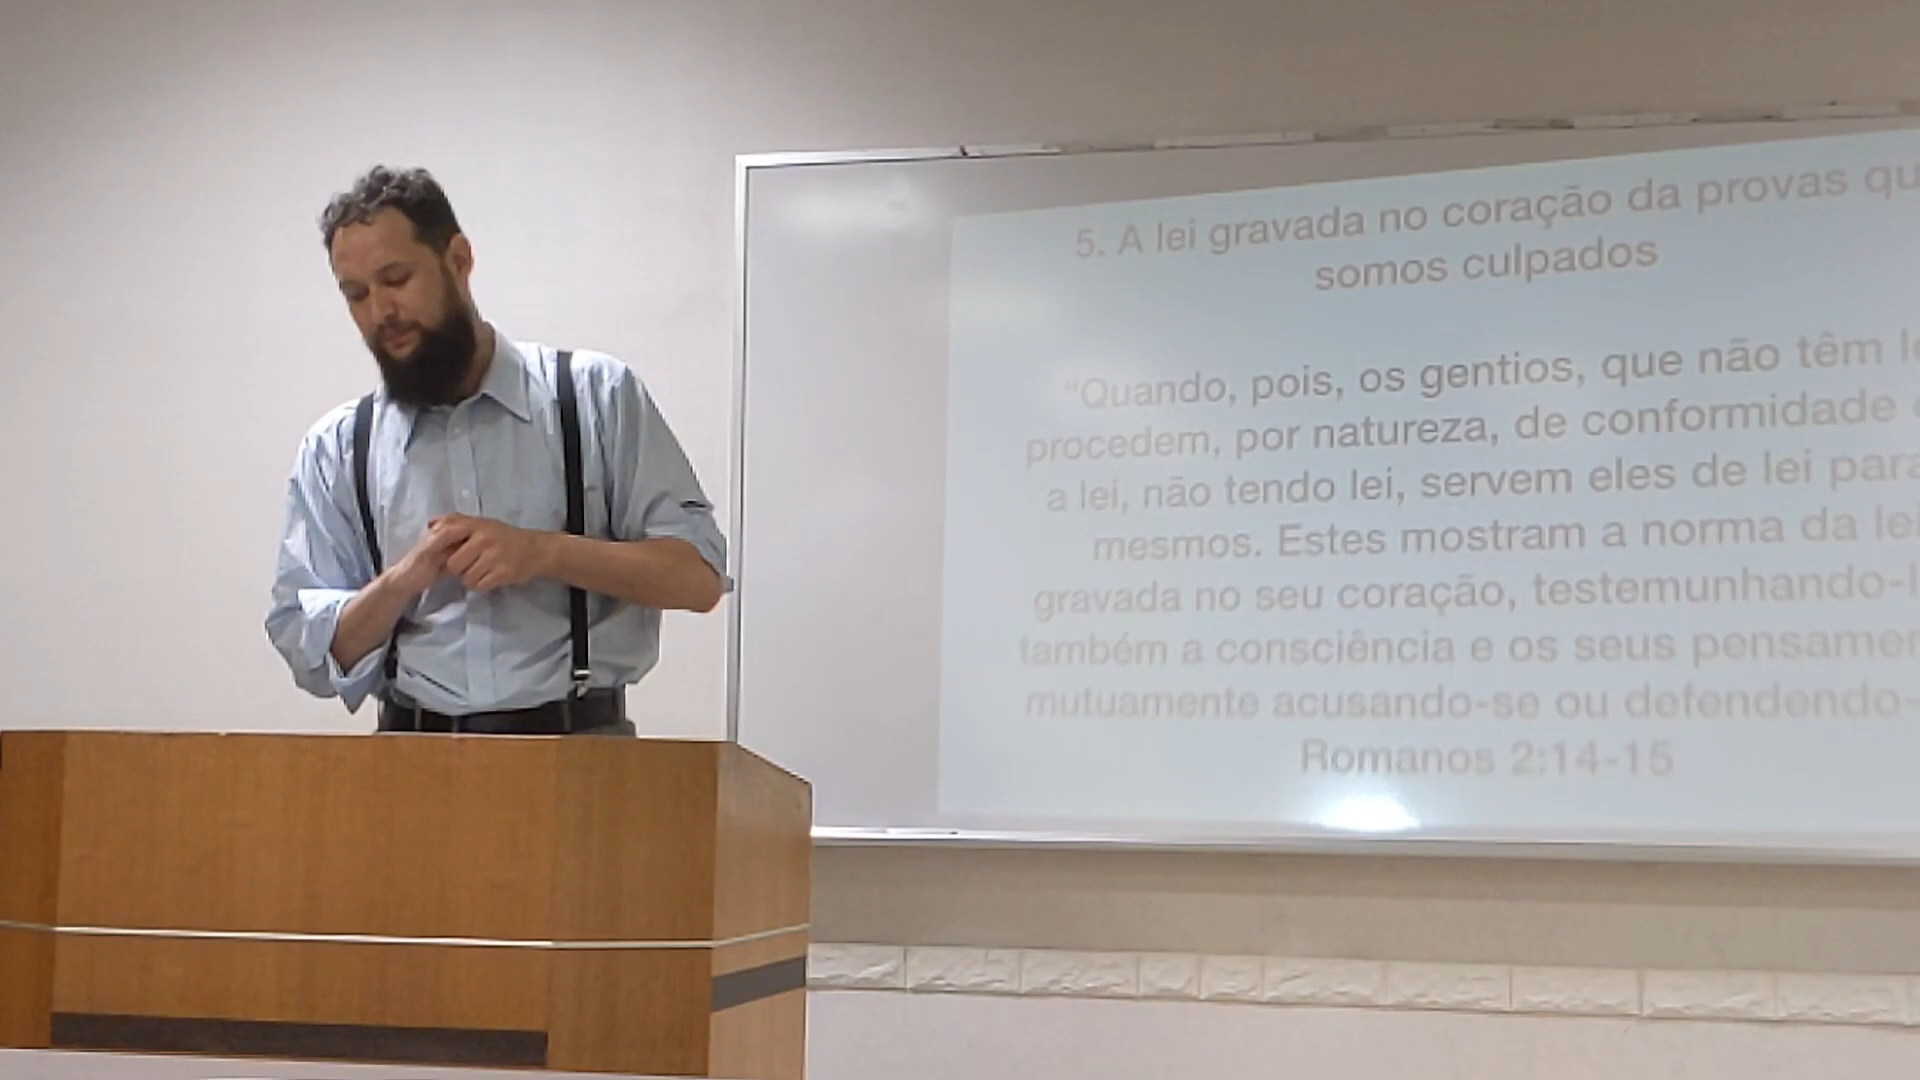 5. A lei gravada no coração da provas qu
somos culpados
“Quando, pois, os gentios, que não têm l
procedem, por natureza, de conformidade
a lei, não tendo lei, servem eles de lei para
mesmos. Estes mostram a norma da lei
gravada no seu coração, testemunhando-l
também a consciência e os seus pensamen
mutuamente acusando-se ou defendendo-
Romanos 2:14-15